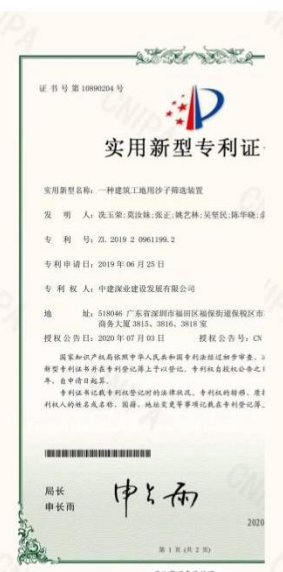 证书号第10890204号
实用新型专利证
实用新型名称：一种建筑工地用沙子筛选装置
发 明 人：冼玉荣;莫汝妹;张正;姚艺林;吴坚民;陈华晓;
专 利 号：ZL 2019 2 0961199.2
专利申请日：2019年06月25日
专 利 权 人：中建深业建设发展有限公司
地 址：518046 广东省深圳市福田区福保街道保税区市
商务大厦 3815、3816、3818 室
授权公告日：2020年07月03日 授权公告号：CN
国家知识产权局依照中华人民共和国专利法经过初步审查，
新型专利证书并在专利登记簿上予以登记。专利权自授权公告之
年，自申请日起算。
专利证书记载专利权登记时的法律状况。专利权的转移、质
利权人的姓名或名称、国籍、地址变更等事项记载在专利登记簿
局长
申长雨
申长雨
2020
第 1 页 (共 2 页)
CNIPA